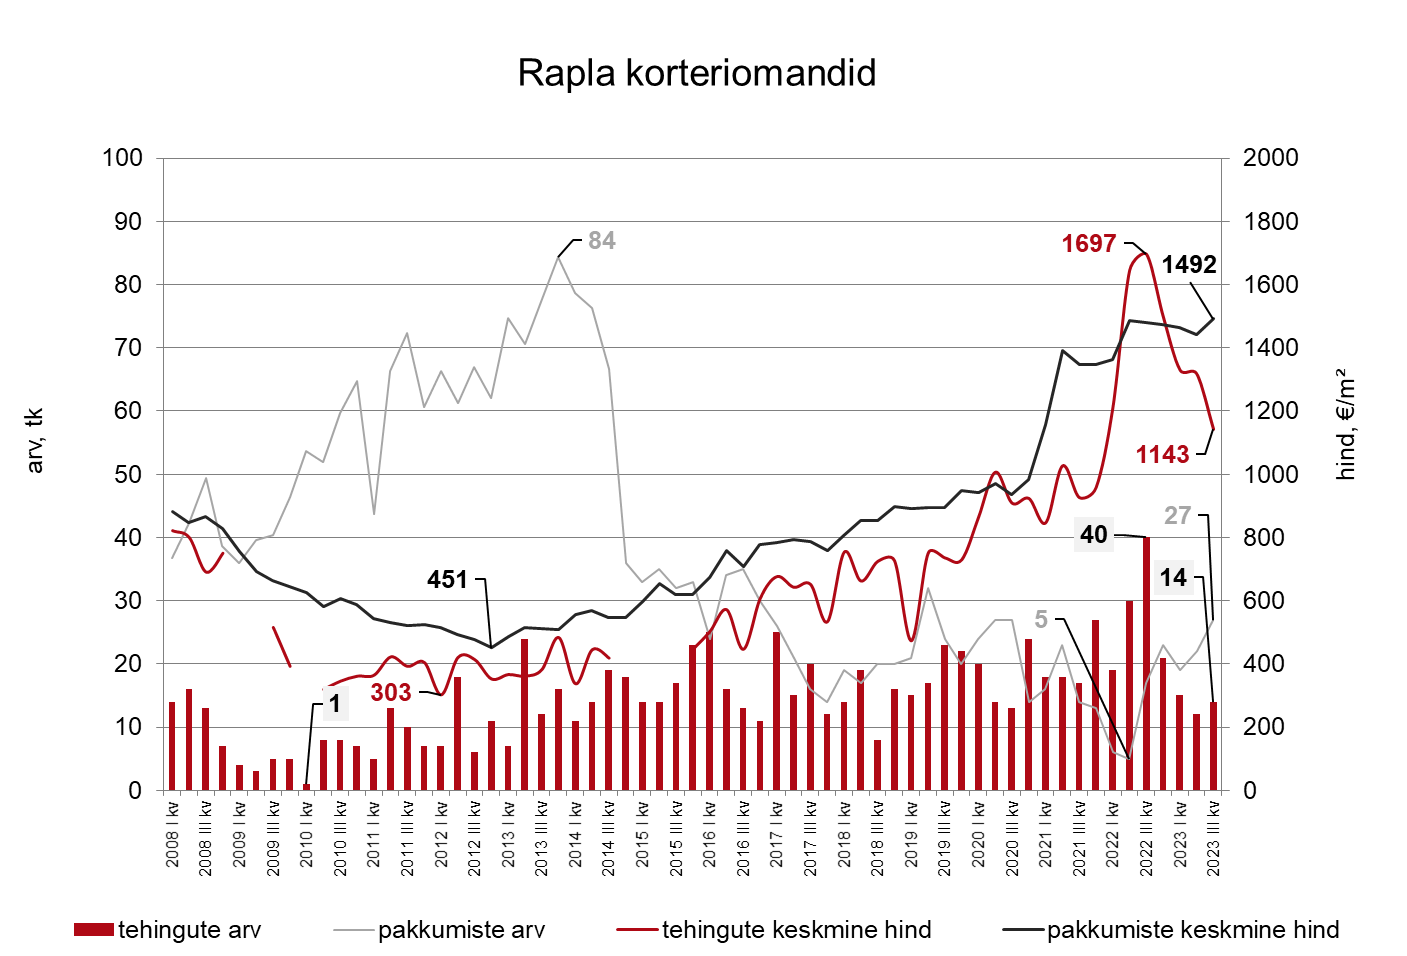 Rapla korteriomandid
arv, tk
100
90
80
70
60
50
40
30
20
10
0
hind, €/m²
2000
1800
1600
1400
1200
1000
800
600
400
200
0
84
1697
1492
1143
27
40
14
5
451
303
1
2008 I kv
2008 III kv
2009 I kv
2009 III kv
2010 I kv
2010 III kv
2011 I kv
2011 III kv
2012 I kv
2012 III kv
2013 I kv
2013 III kv
2014 I kv
2014 III kv
2015 I kv
2015 III kv
2016 I kv
2016 III kv
2017 I kv
2017 III kv
2018 I kv
2018 III kv
2019 I kv
2019 III kv
2020 I kv
2020 III kv
2021 I kv
2021 III kv
2022 I kv
2022 III kv
2023 I kv
2023 III kv
tehingute arv
pakkumiste arv
tehingute keskmine hind
pakkumiste keskmine hind